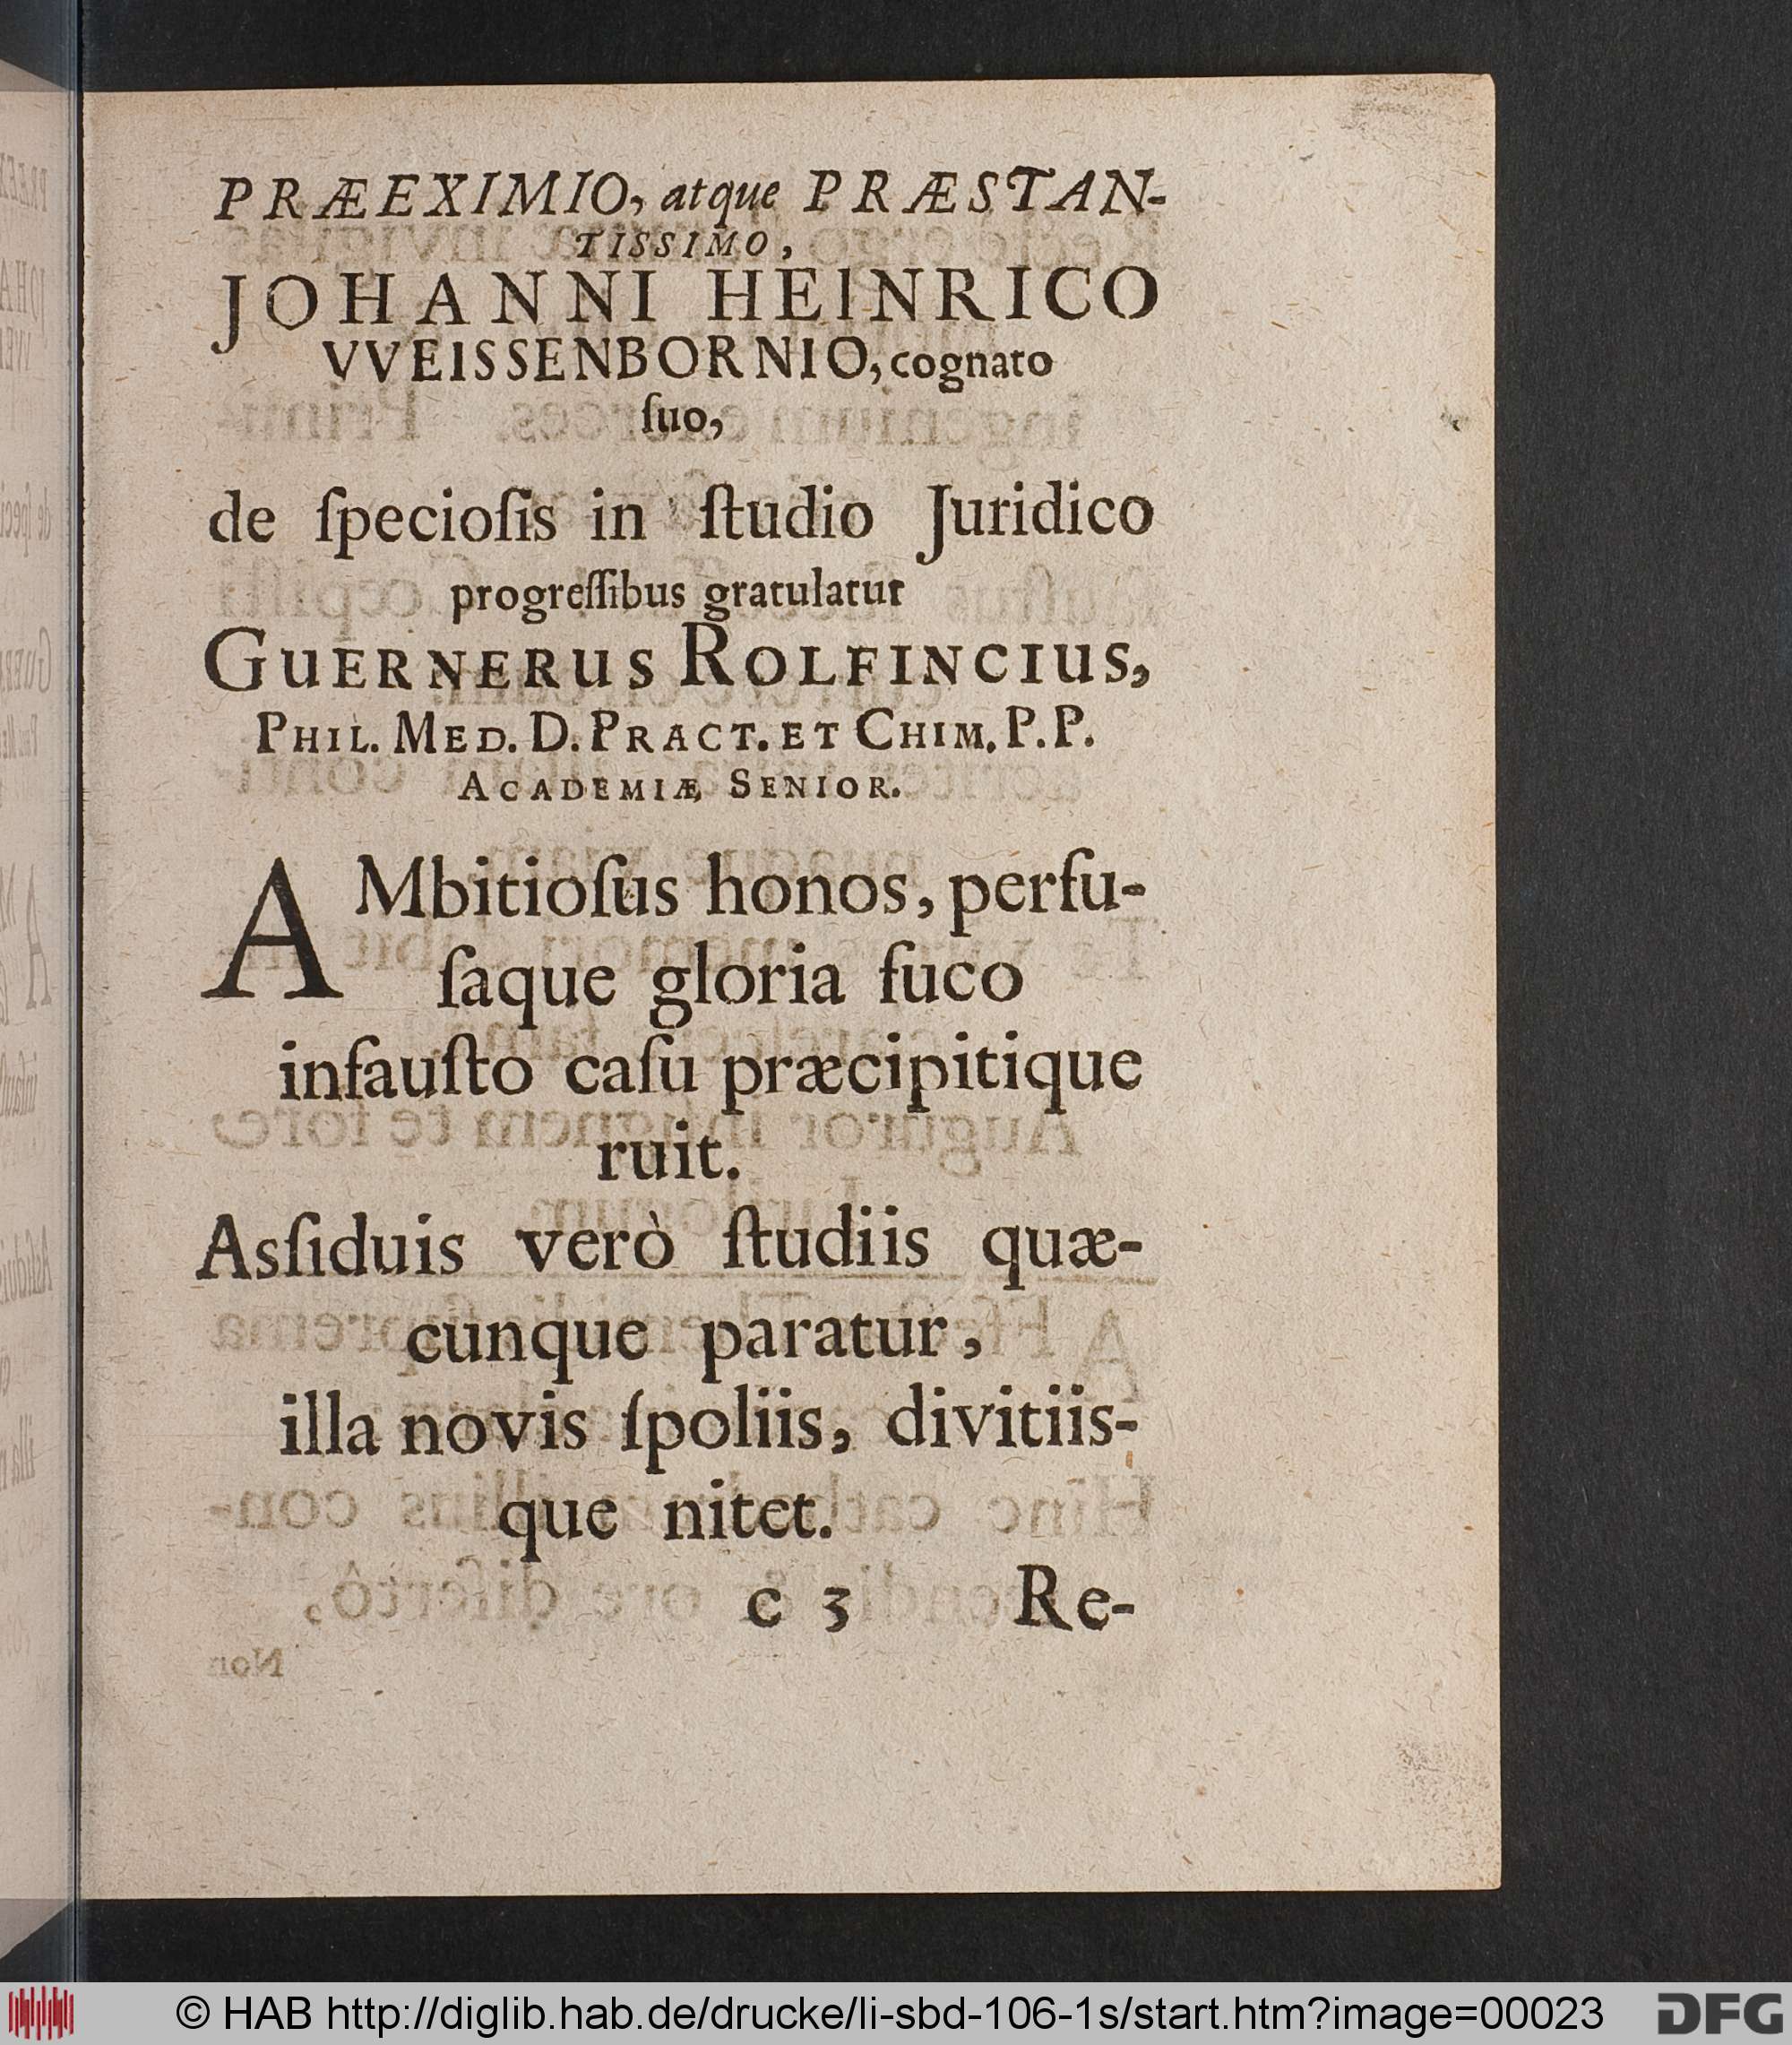 PRÆEXIMIO, atque PRÆSTAN-
TISSIMO,
JOHANNI HEINRICO
VVEISSENBORNIO, cognato
ſuo,
de ſpecioſis in ſtudio Juridico
progreſſibus gratulatur
GUERNERUS ROLFINCIUS,
PHIL. MED. D. PRACT. ET CHIM. P. P.
ACADEMIÆ SENIOR.
AMbitioſus honos, perfu-
ſaque gloria fuco
infauſto caſu præcipitique
ruit.
Asſiduis verò ſtudiis quæ-
cunque paratur,
illa novis ſpoliis, divitiis-
que nitet.
c 3 Re-
© HAB http://diglib.hab.de/drucke/li-sbd-106-1s/start.htm?image=00023
DFG